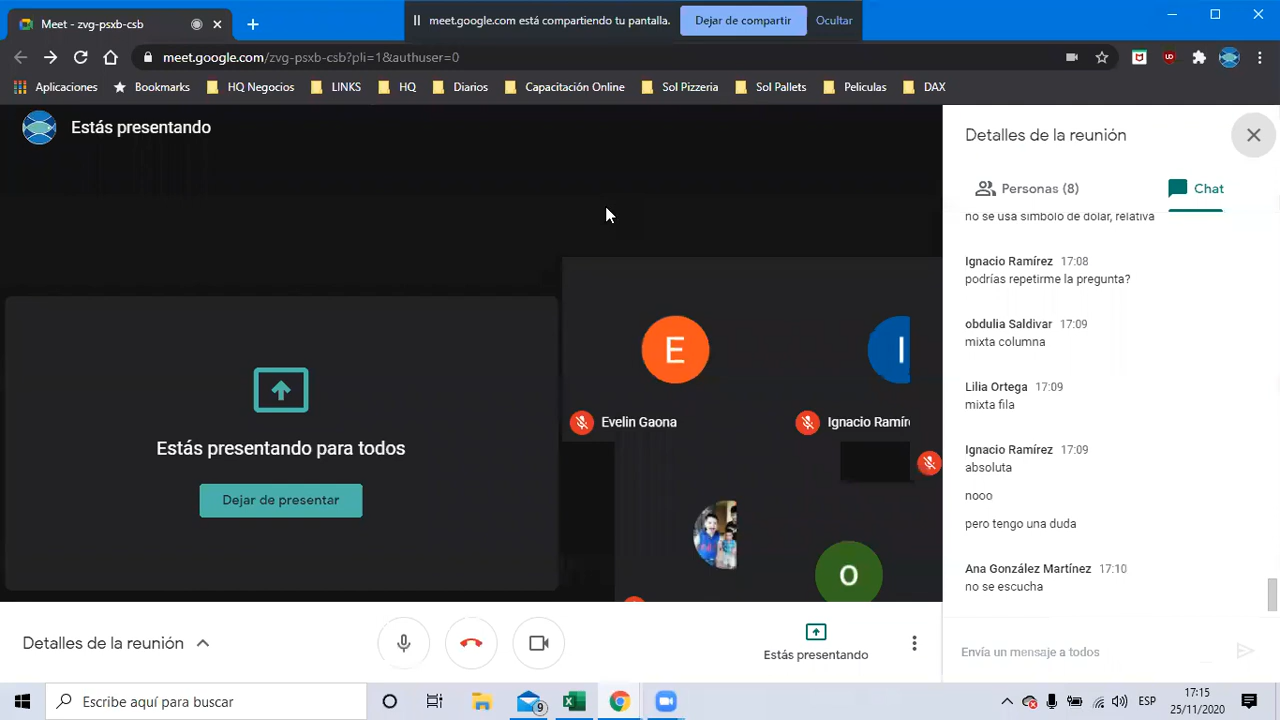 Meet - zvg-psxb-csb
meet.google.com está compartiendo tu pantalla.
Dejar de compartir
Ocultar
meet.google.com/zvg-psxb-csb?pli=1&authuser=0
Aplicaciones
Bookmarks
HQ Negocios
LINKS
HQ
Diarios
Capacitación Online
Sol Pizzeria
Sol Pallets
Peliculas
DAX
Estás presentando
Detalles de la reunión
Personas (8)
Chat
no se usa simbolo de dolar, relativa
Ignacio Ramírez 17:08
podrías repetirme la pregunta?
obdulia Saldivar 17:09
mixta columna
Lilia Ortega 17:09
mixta fila
Ignacio Ramírez 17:09
absoluta
nooo
pero tengo una duda
Ana González Martínez 17:10
no se escucha
Envía un mensaje a todos
E
I
Evelin Gaona
Ignacio Ramír
O
Estás presentando para todos
Dejar de presentar
Detalles de la reunión
Estás presentando
Escribe aquí para buscar
9
ESP
17:15
25/11/2020